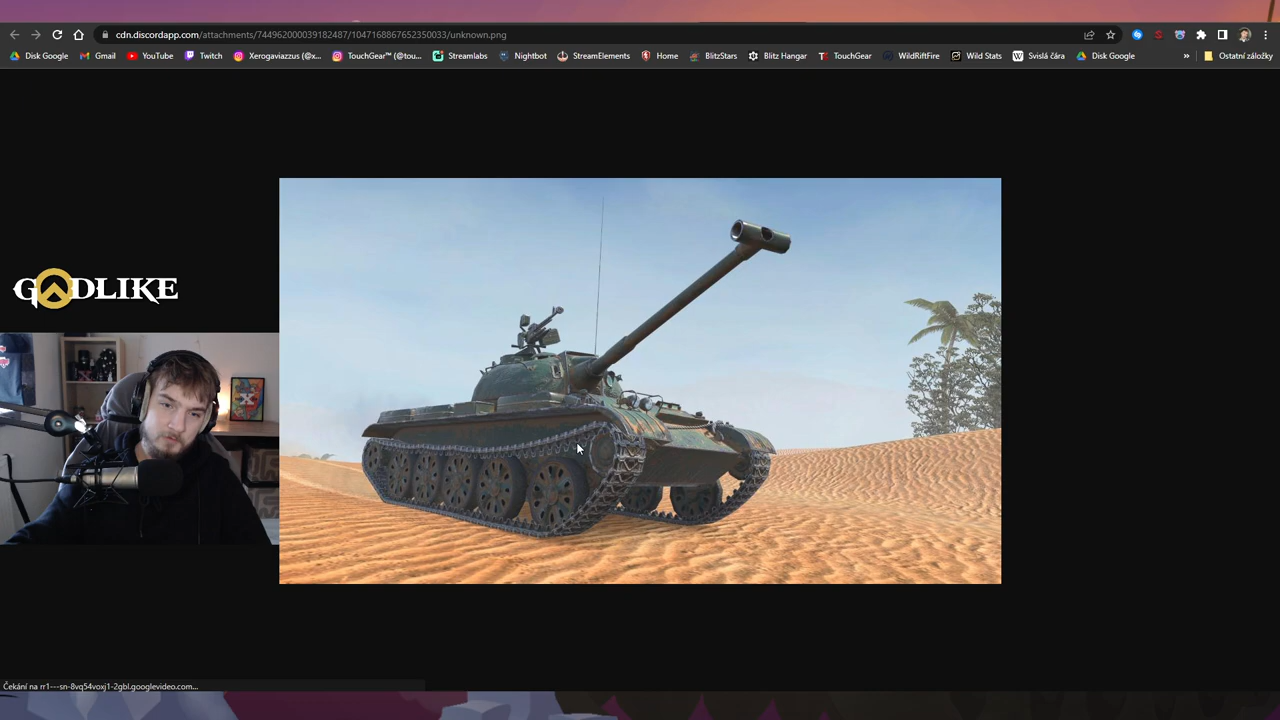 cdn.discordapp.com/attachments/744962000039182487/1047168867652350033/unknown.png
Disk Google Gmail YouTube Twitch Xerogaviazzus (@x... TouchGear™ (@tou... Streamlabs Nightbot StreamElements Home BlitzStars Blitz Hangar TouchGear WildRiftFire Wild Stats Svislá čára Disk Google » Ostatní záložky
GODLIKE
Čekání na rr1---sn-8vq54voxj1-2gbl.googlevideo.com...